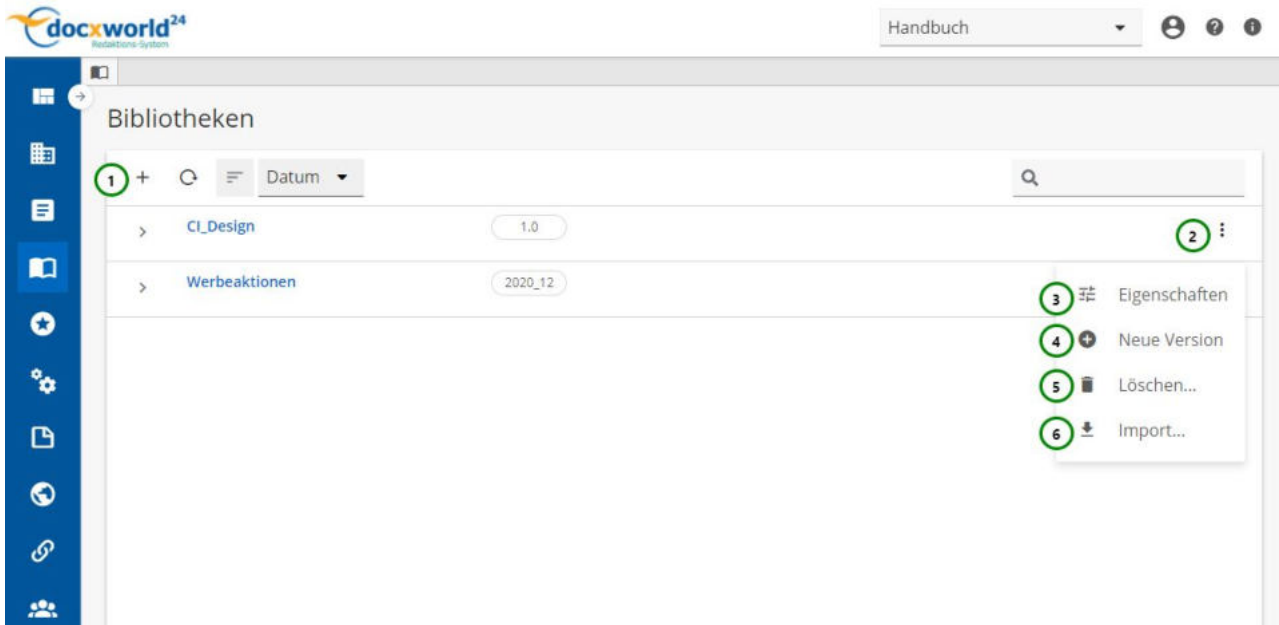 docxworld24
Redaktions-System
Handbuch
Bibliotheken
1
Datum
CI_Design
1.0
2
Werbeaktionen
2020_12
3 Eigenschaften
4 Neue Version
5 Löschen...
6 Import...